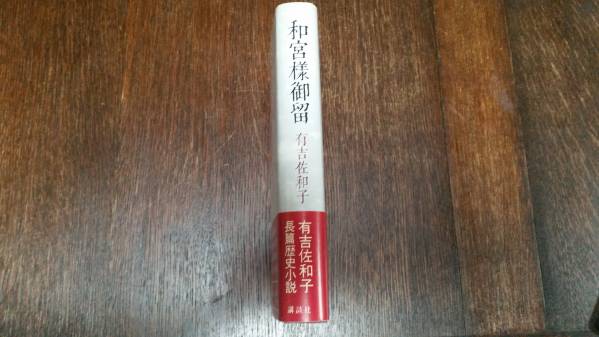 和宮様御留
有吉佐和子
有吉佐和子
長篇歴史小説
講談社